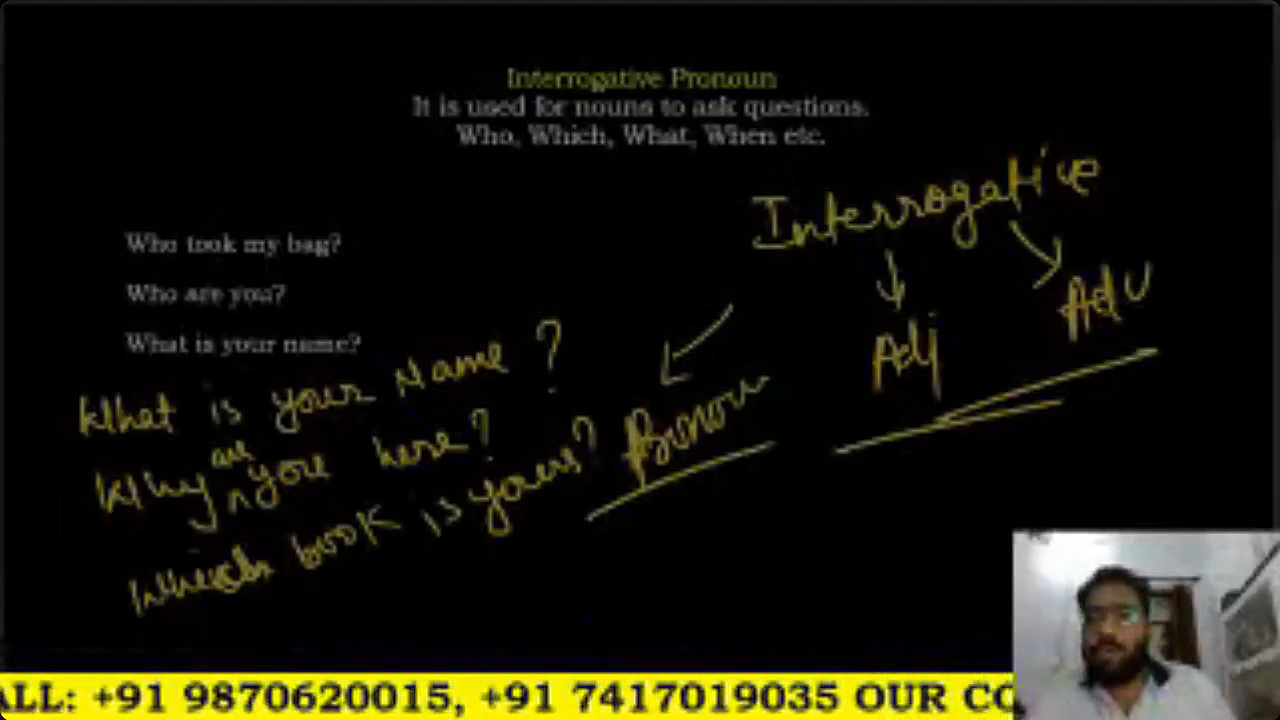 Interrogative Pronoun
It is used for nouns to ask questions.
Who, Which, What, When etc.
Interrogative
Who took my bag?
Who are you?
What is your name?
Adj
Adv
What is your Name ?
Why are you here?
Which book is yours?
ALL: +91 9870620015, +91 7417019035 OUR CO